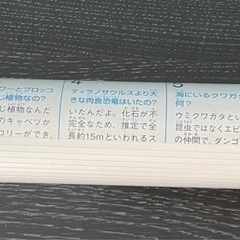 ワーとブロッコ
じ植物なの？
じ植物なんだ
のキャベツか
コリーができ、
4
ティラノサウルスより大
きな肉食恐竜はいたの？
いたんだよ。化石が不
完全なため、推定で全
長約15mといわれるス
5
海にいるクワガ
何？
ウミクワガタとい
昆虫ではなくエビ
の仲間で、ダンゴ